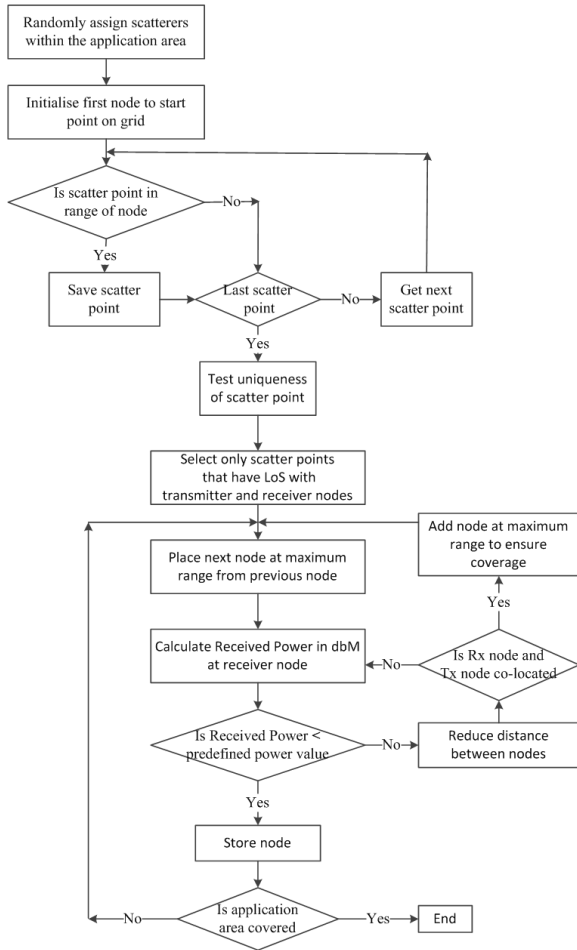 Randomly assign scatterers
within the application area
Initialise first node to start
point on grid
Is scatter point in
range of node
No
Yes
Save scatter
point
Last scatter
point
No
Get next
scatter point
Yes
Test uniqueness
of scatter point
Select only scatter points
that have LoS with
transmitter and receiver nodes
Add node at maximum
range to ensure
coverage
Place next node at maximum
range from previous node
Yes
Calculate Received Power in dbM
at receiver node
No
Is Rx node and
Tx node co-located
Is Received Power <
predefined power value
No
Reduce distance
between nodes
Yes
Store node
Is application
area covered
No
Yes
End